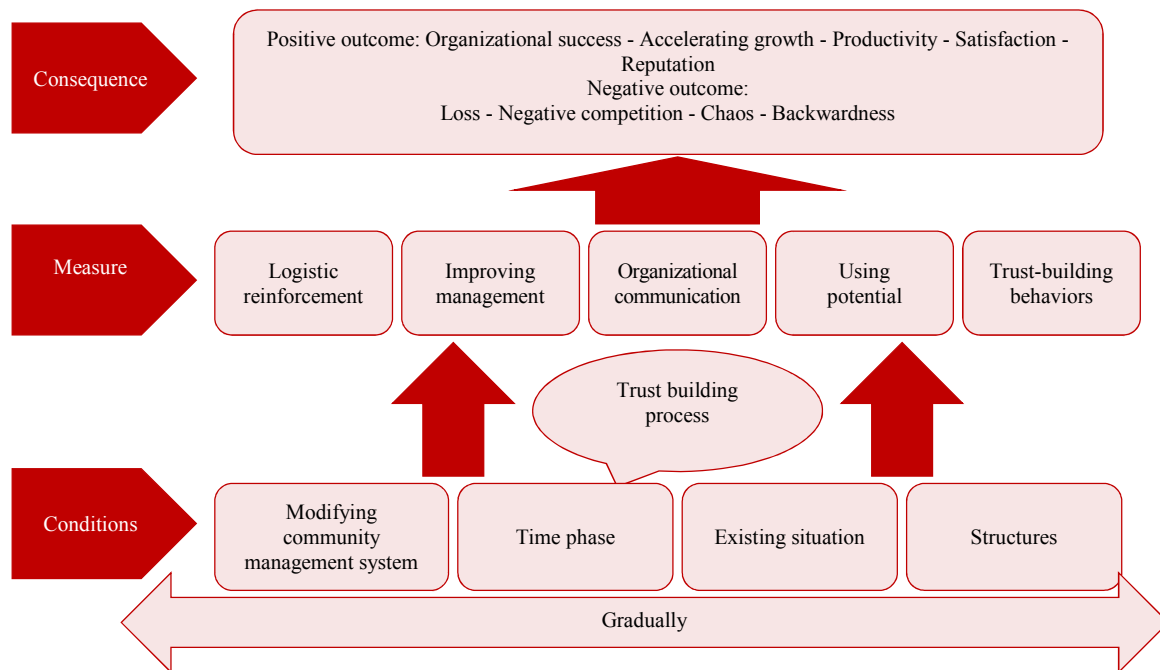 Consequence
Positive outcome: Organizational success - Accelerating growth - Productivity - Satisfaction -
Reputation
Negative outcome:
Loss - Negative competition - Chaos - Backwardness
Measure
Logistic
reinforcement
Improving
management
Organizational
communication
Using
potential
Trust-building
behaviors
Trust building
process
Conditions
Modifying
community
management system
Time phase
Existing situation
Structures
Gradually